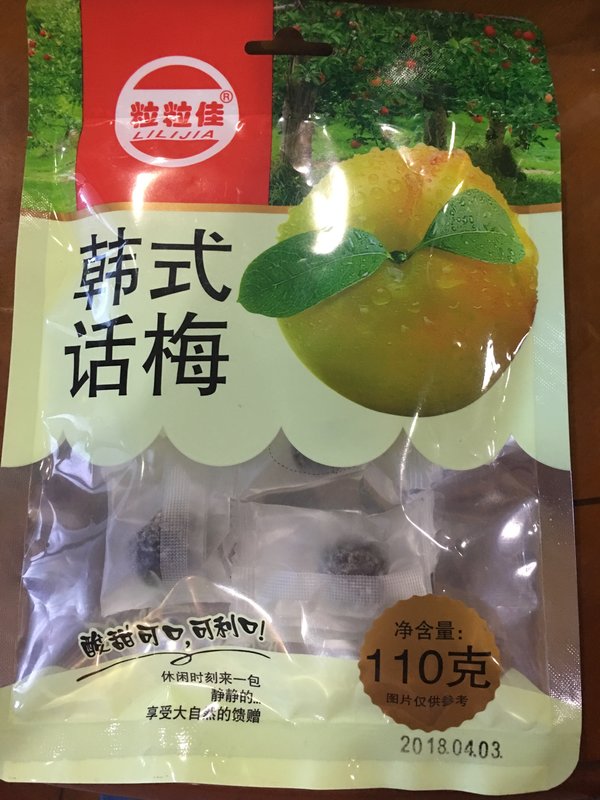 粒粒佳®
LILIJIA
韩式
话梅
酸甜可口,可利口!
休闲时刻来一包
静静的...
享受大自然的馈赠
净含量:
110克
图片仅供参考
2018.04.03.